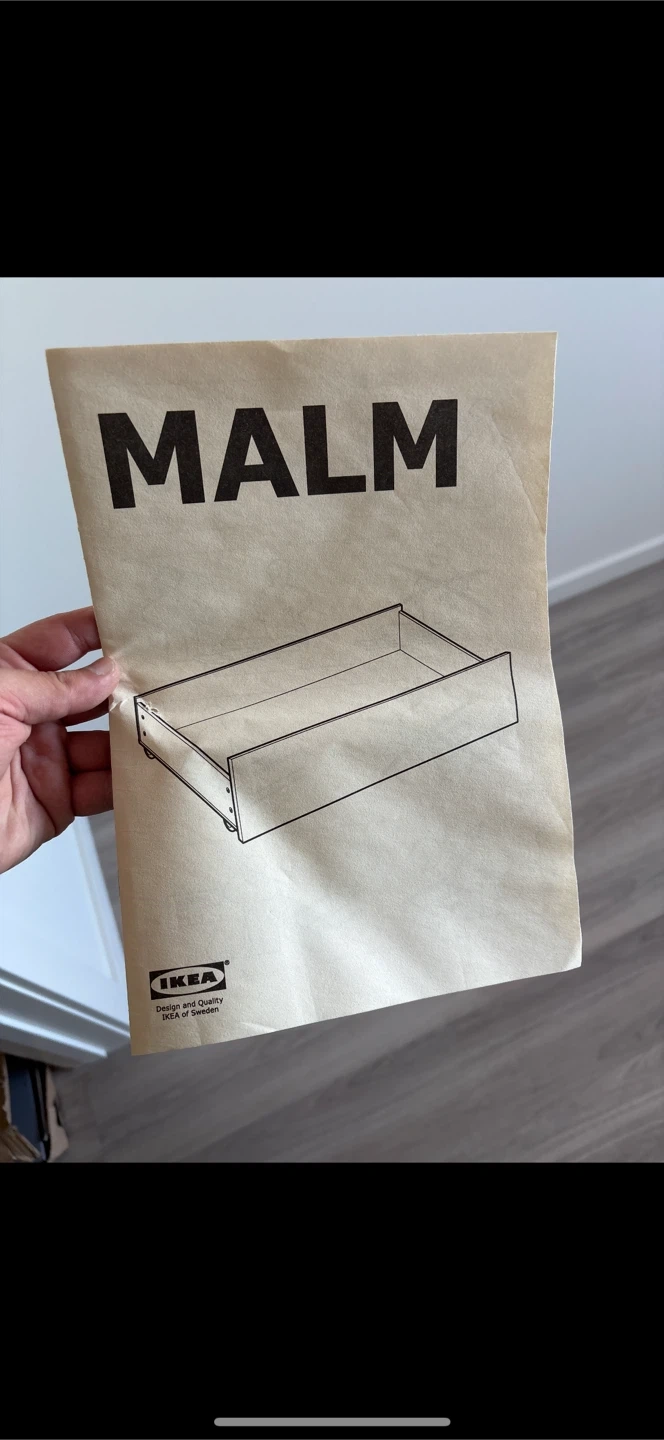 MALM
IKEA®
Design and Quality
IKEA of Sweden